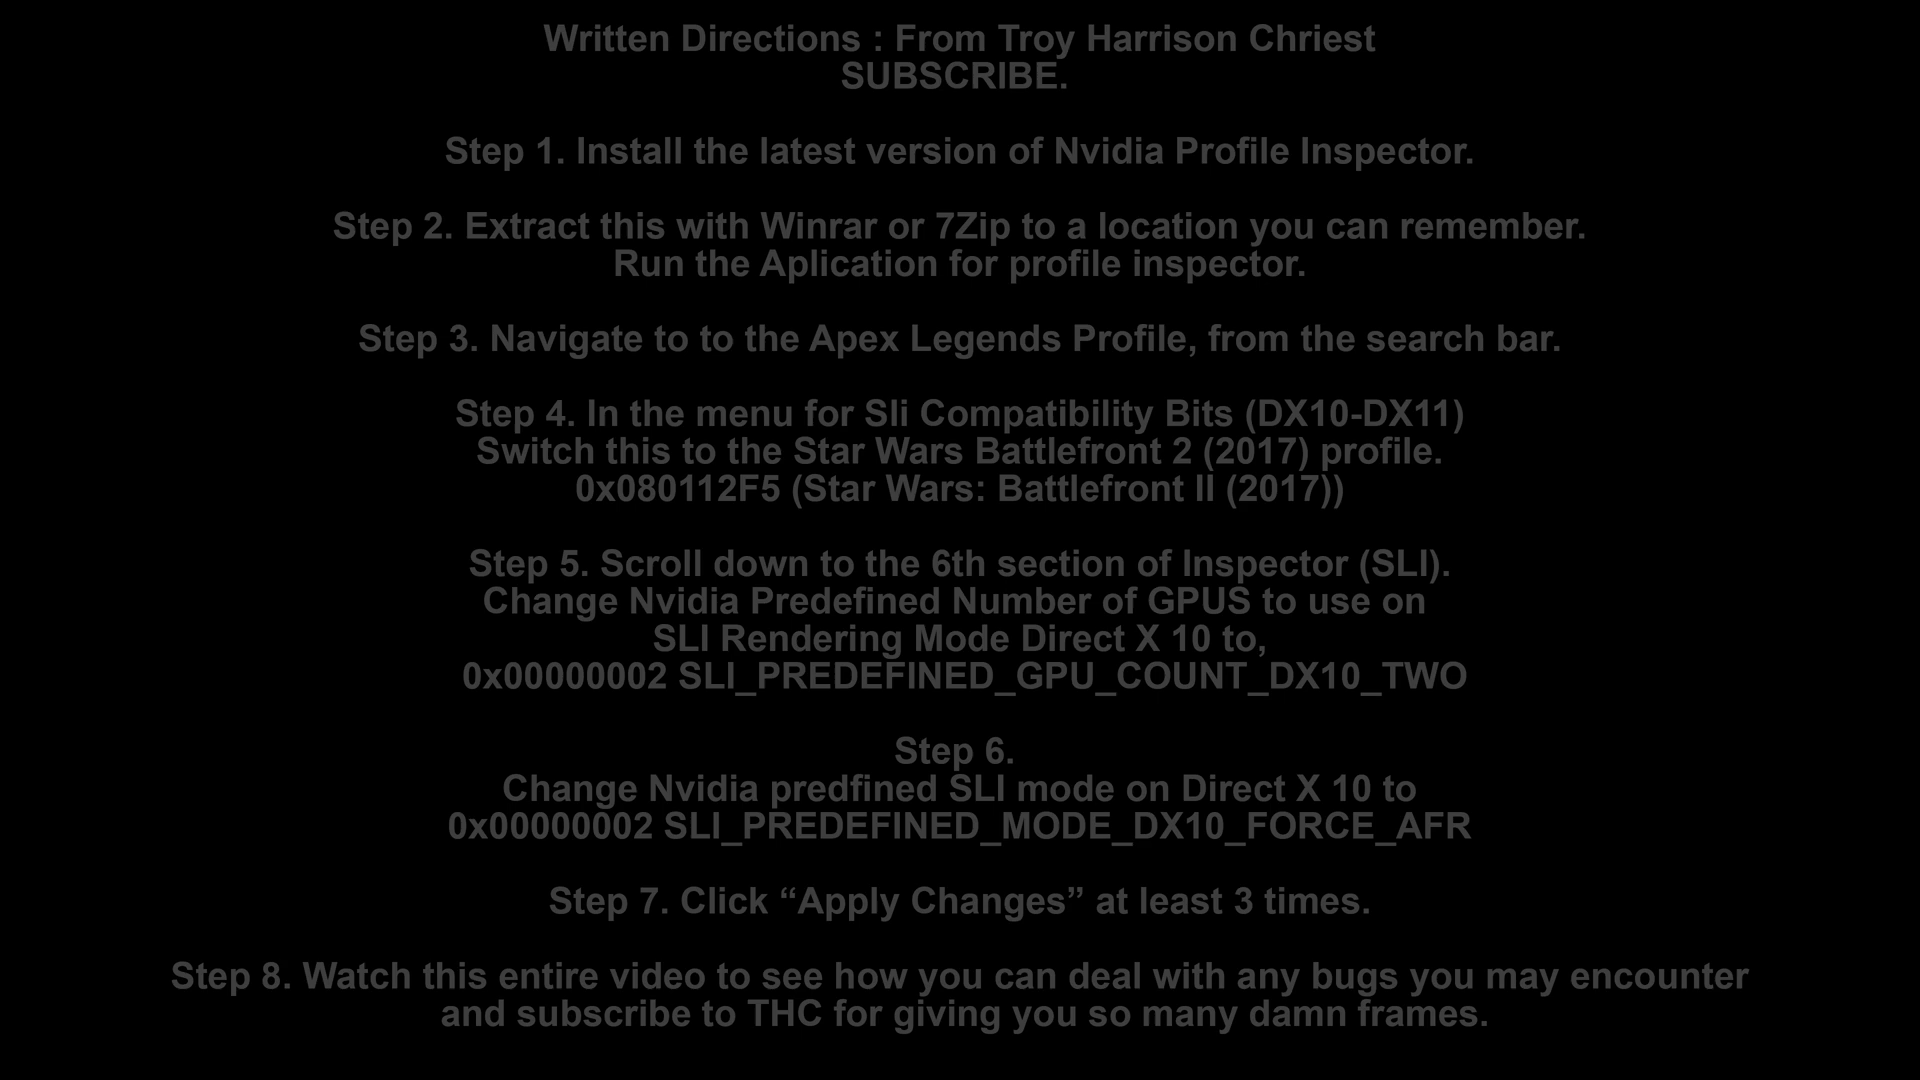 Written Directions : From Troy Harrison Chriest
SUBSCRIBE.
Step 1. Install the latest version of Nvidia Profile Inspector.
Step 2. Extract this with Winrar or 7Zip to a location you can remember.
Run the Aplication for profile inspector.
Step 3. Navigate to to the Apex Legends Profile, from the search bar.
Step 4. In the menu for Sli Compatibility Bits (DX10-DX11)
Switch this to the Star Wars Battlefront 2 (2017) profile.
0x080112F5 (Star Wars: Battlefront II (2017))
Step 5. Scroll down to the 6th section of Inspector (SLI).
Change Nvidia Predefined Number of GPUS to use on
SLI Rendering Mode Direct X 10 to,
0x00000002 SLI_PREDEFINED_GPU_COUNT_DX10_TWO
Step 6.
Change Nvidia predfined SLI mode on Direct X 10 to
0x00000002 SLI_PREDEFINED_MODE_DX10_FORCE_AFR
Step 7. Click “Apply Changes” at least 3 times.
Step 8. Watch this entire video to see how you can deal with any bugs you may encounter
and subscribe to THC for giving you so many damn frames.